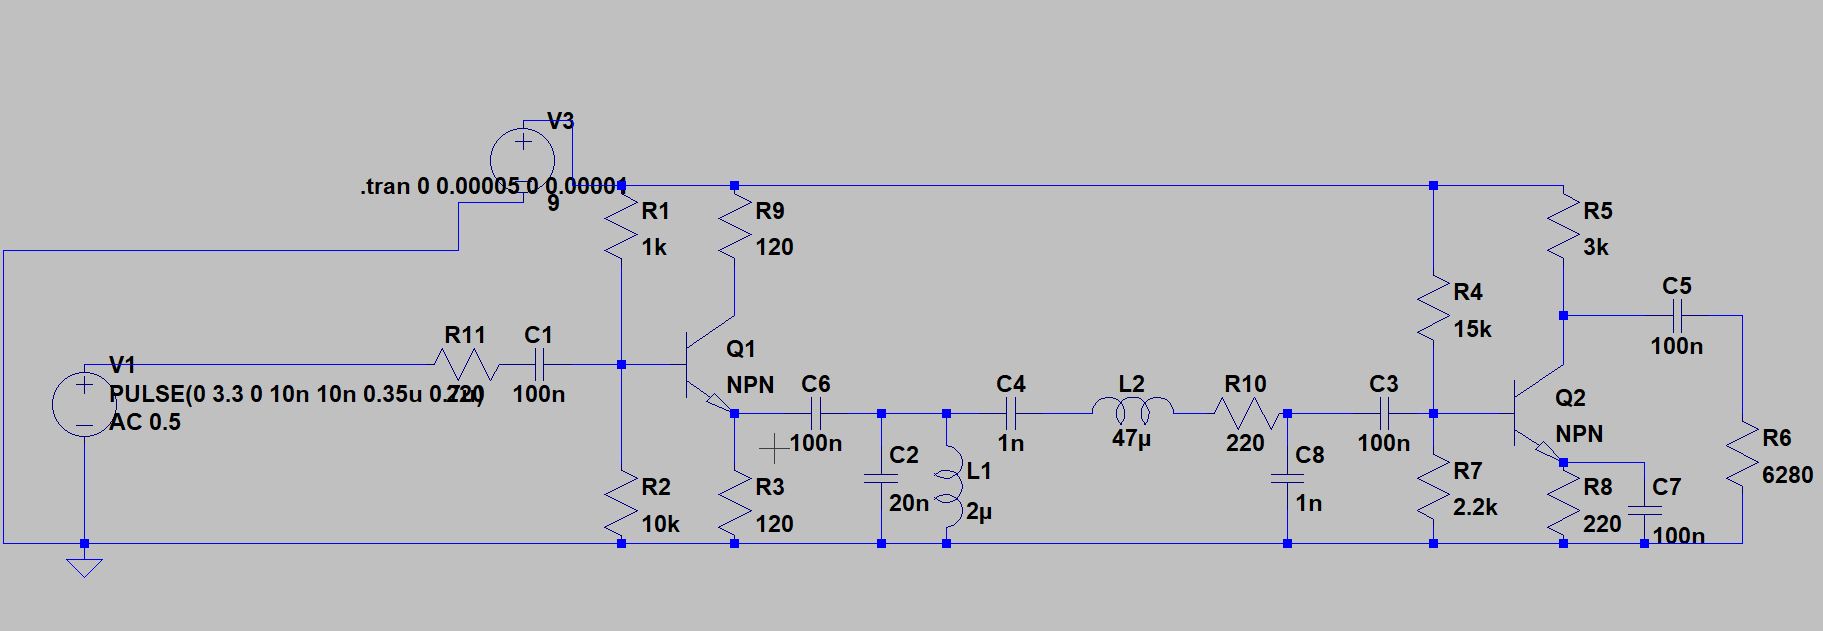 V3
.tran 0 0.00005 0 0.00001
9
R1
1k
R9
120
R5
3k
R4
15k
C5
100n
R11
C1
100n
V1
PULSE(0 3.3 0 10n 10n 0.35u 0.7u)
220
AC 0.5
Q1
NPN
C6
100n
C4
1n
L2
47µ
R10
220
C3
100n
Q2
NPN
R6
6280
C2
20n
L1
2µ
C8
1n
R2
10k
R3
120
R7
2.2k
R8
220
C7
100n